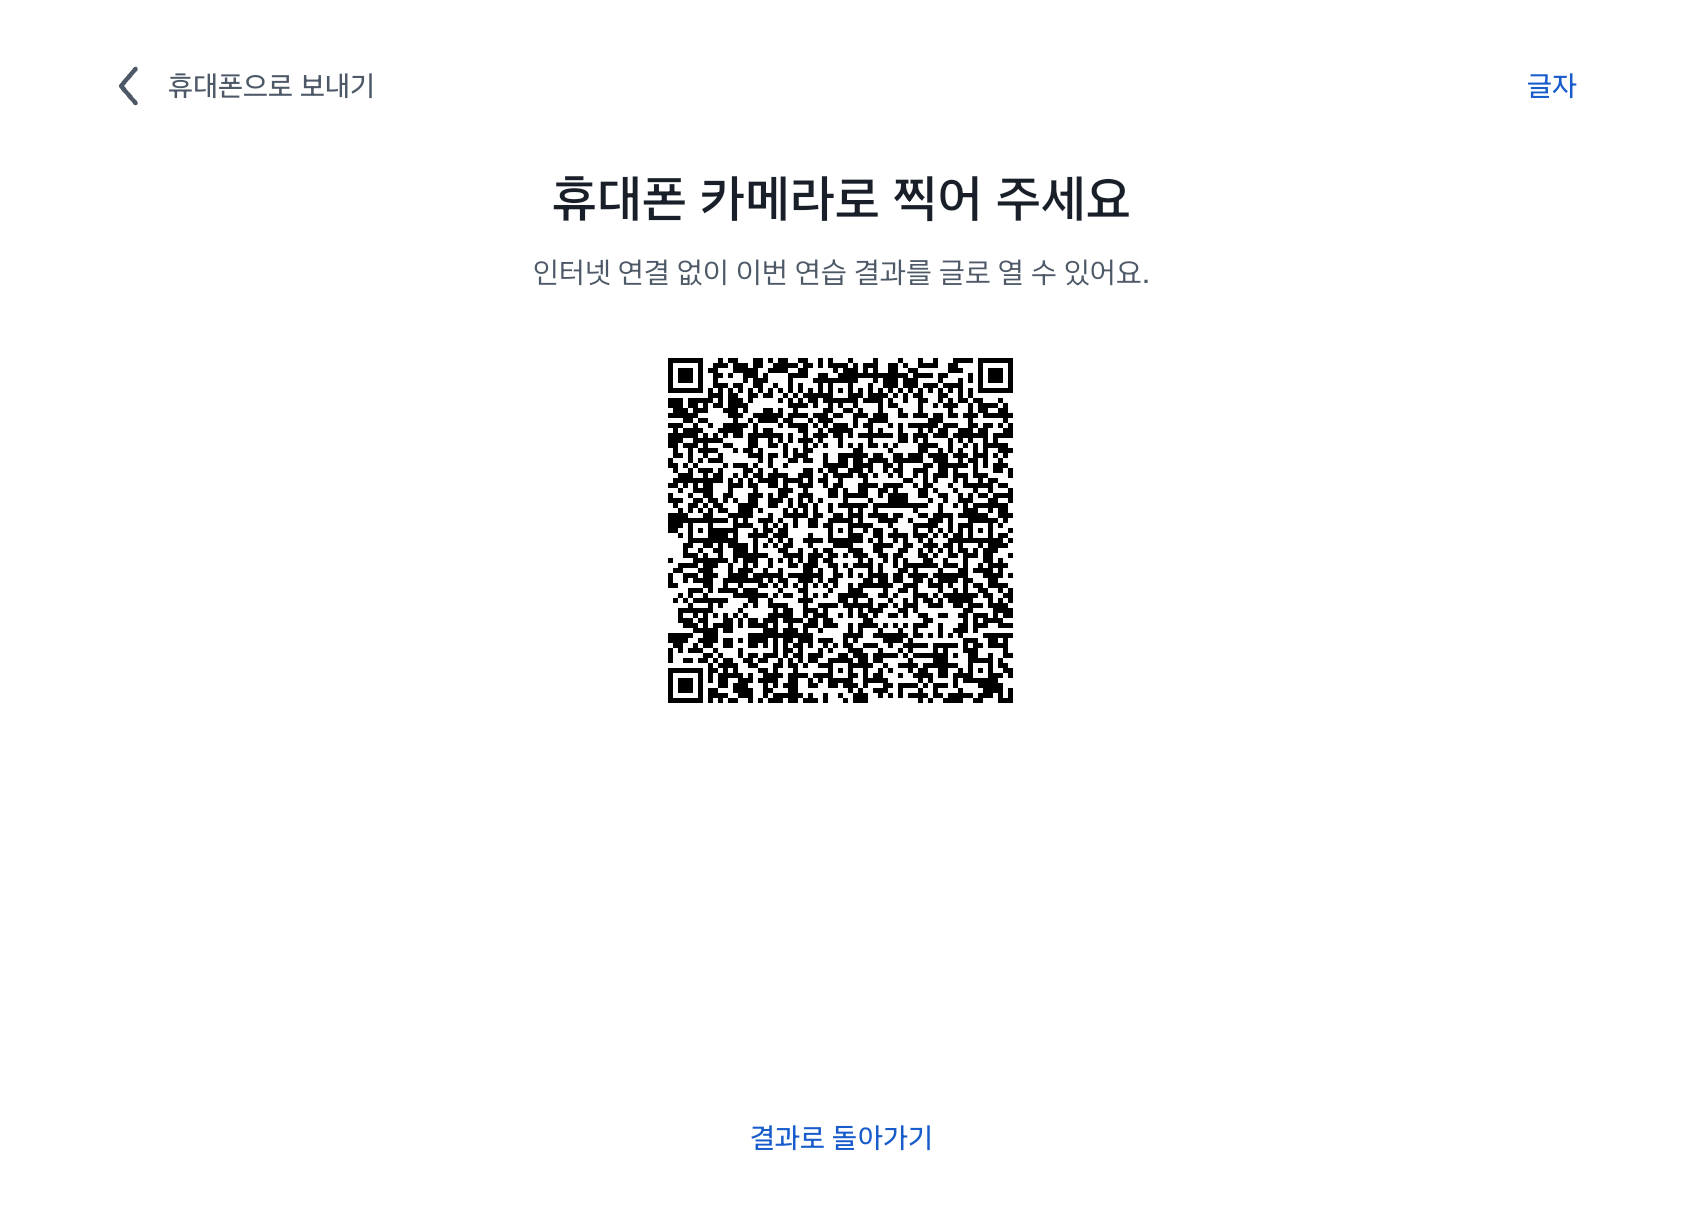 휴대폰으로 보내기
글자
휴대폰 카메라로 찍어 주세요
인터넷 연결 없이 이번 연습 결과를 글로 열 수 있어요.
결과로 돌아가기